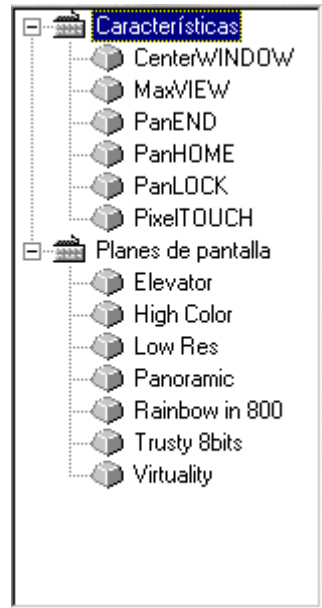 Características
CenterWINDOW
MaxVIEW
PanEND
PanHOME
PanLOCK
PixelTOUCH
Planes de pantalla
Elevator
High Color
Low Res
Panoramic
Rainbow in 800
Trusty 8bits
Virtuality